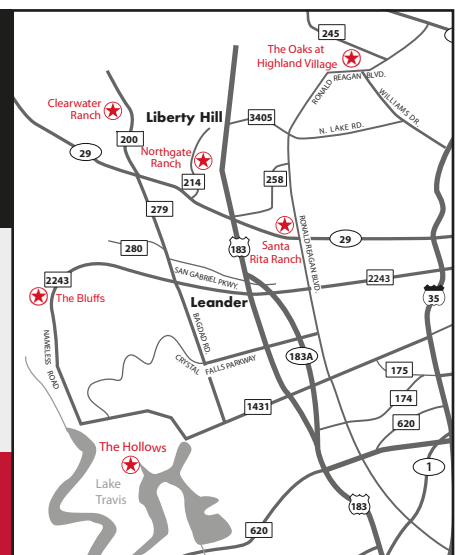 245
The Oaks at
Highland Village
RONALD REAGAN BLVD.
WILLIAMS DR.
Clearwater
Ranch
Liberty Hill
3405
N. LAKE RD.
200
29
Northgate
Ranch
214
258
279
Santa
Rita Ranch
29
280
183
RONALD REAGAN BLVD.
2243
SAN GABRIEL PKWY.
2243
The Bluffs
Leander
35
BAGDAD RD.
NAMELESS ROAD
CRYSTAL FALLS PARKWAY
183A
175
174
1431
620
The Hollows
1
Lake
Travis
183
620